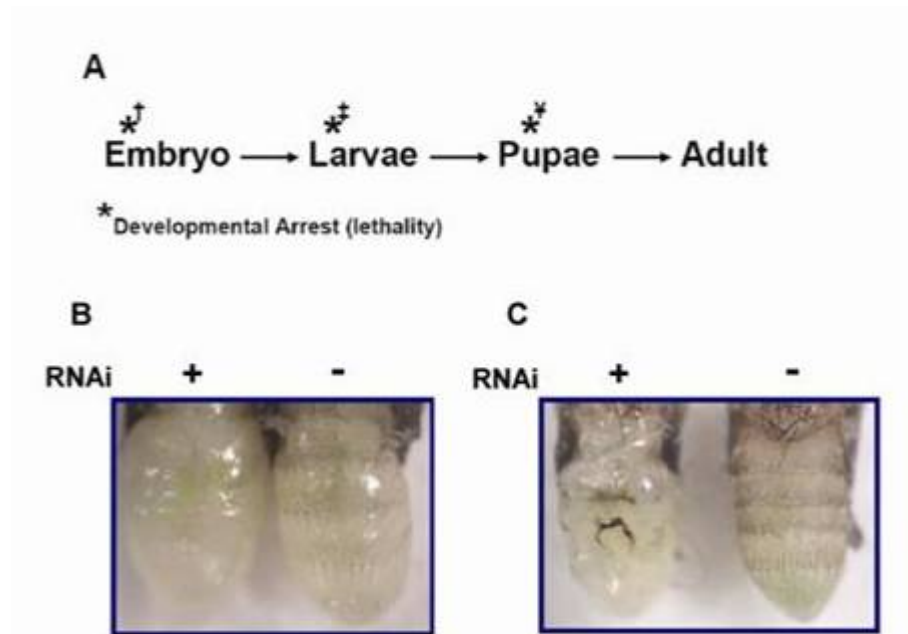 A
*† *‡ *¥
Embryo → Larvae → Pupae → Adult
*Developmental Arrest (lethality)
B C
RNAi + - RNAi + -